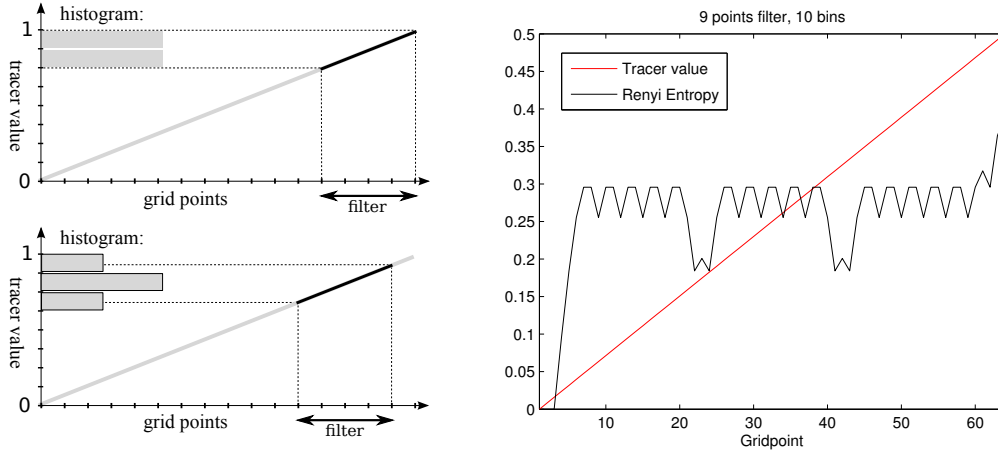 histogram:
1
tracer value
0
grid points
filter
histogram:
1
tracer value
0
grid points
filter
9 points filter, 10 bins
0.5
0.45
0.4
0.35
0.3
0.25
0.2
0.15
0.1
0.05
0
Tracer value
Renyi Entropy
10 20 30 40 50 60
Gridpoint